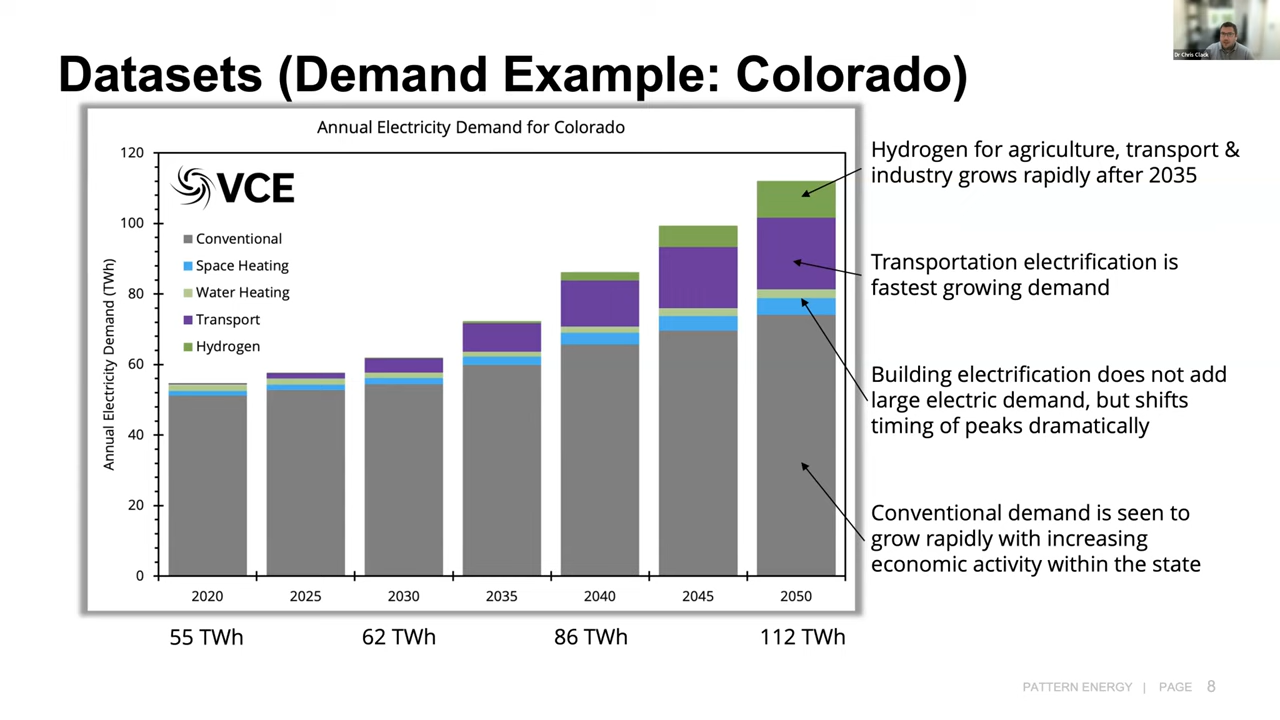 Dr Chris Clack
Datasets (Demand Example: Colorado)
Annual Electricity Demand for Colorado
Annual Electricity Demand (TWh)
120
100
80
60
40
20
0
VCE
Conventional
Space Heating
Water Heating
Transport
Hydrogen
2020
2025
2030
2035
2040
2045
2050
55 TWh
62 TWh
86 TWh
112 TWh
Hydrogen for agriculture, transport &
industry grows rapidly after 2035
Transportation electrification is
fastest growing demand
Building electrification does not add
large electric demand, but shifts
timing of peaks dramatically
Conventional demand is seen to
grow rapidly with increasing
economic activity within the state
PATTERN ENERGY | PAGE 8